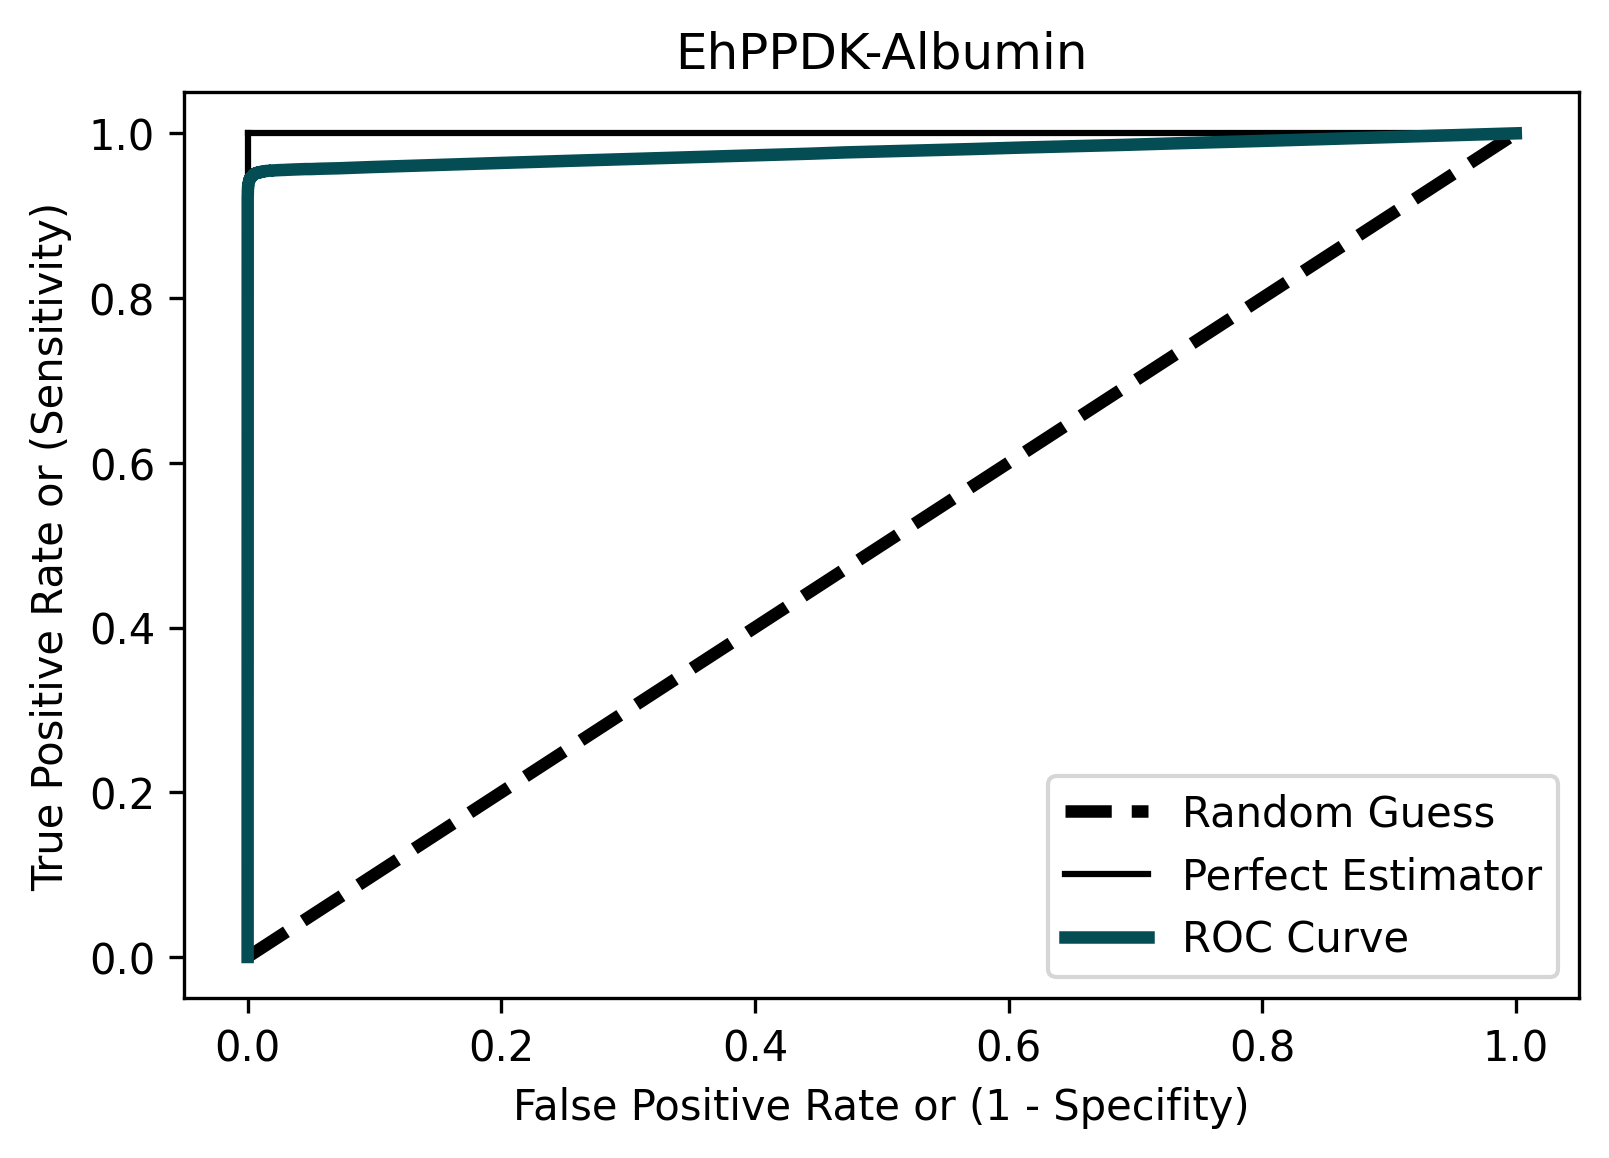 EhPPDK-Albumin
True Positive Rate or (Sensitivity)
1.0
0.8
0.6
0.4
0.2
0.0
Random Guess
Perfect Estimator
ROC Curve
0.0 0.2 0.4 0.6 0.8 1.0
False Positive Rate or (1 - Specifity)